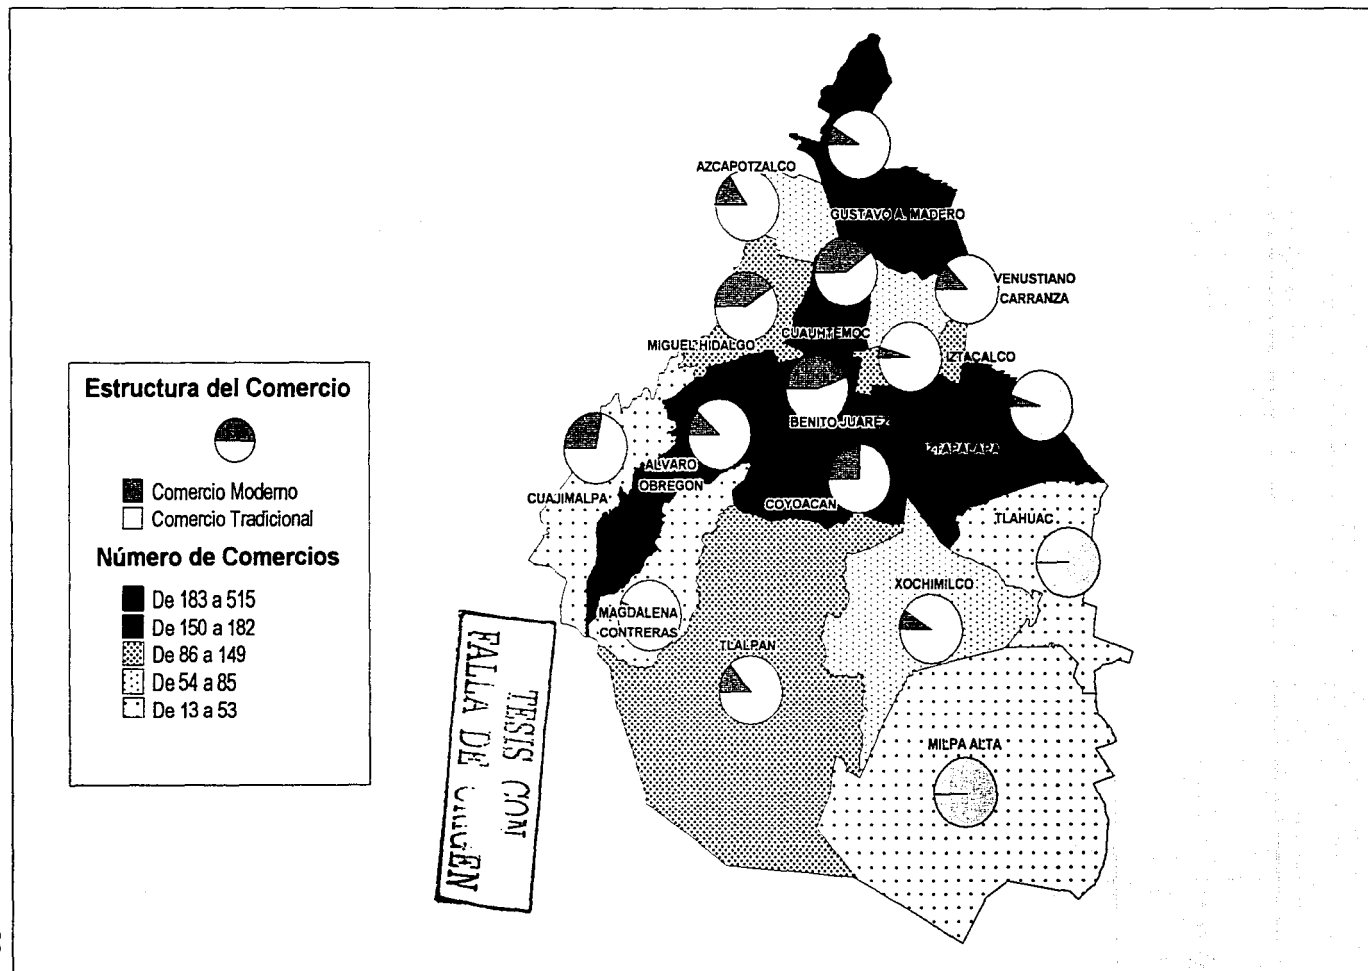 AZCAPOTZALCO
GUSTAVO A. MADERO
VENUSTIANO
CARRANZA
MIGUEL HIDALGO
CUAUHTEMOC
IZTACALCO
BENITO JUAREZ
IZTAPALAPA
ALVARO
OBREGON
CUAJIMALPA
COYOACAN
TLAHUAC
XOCHIMILCO
MAGDALENA
CONTRERAS
TLALPAN
MILPA ALTA
Estructura del Comercio
Comercio Moderno
Comercio Tradicional
Número de Comercios
De 183 a 515
De 150 a 182
De 86 a 149
De 54 a 85
De 13 a 53
TESIS CON
FALLA DE ORIGEN